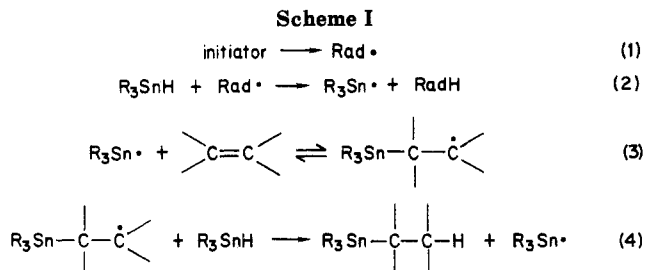 Scheme I
initiator ⟶ Rad• (1)
R₃SnH + Rad• ⟶ R₃Sn• + RadH (2)
R₃Sn• + C=C ⇌ R₃Sn—C—Ċ (3)
R₃Sn—C—Ċ + R₃SnH ⟶ R₃Sn—C—C—H + R₃Sn• (4)